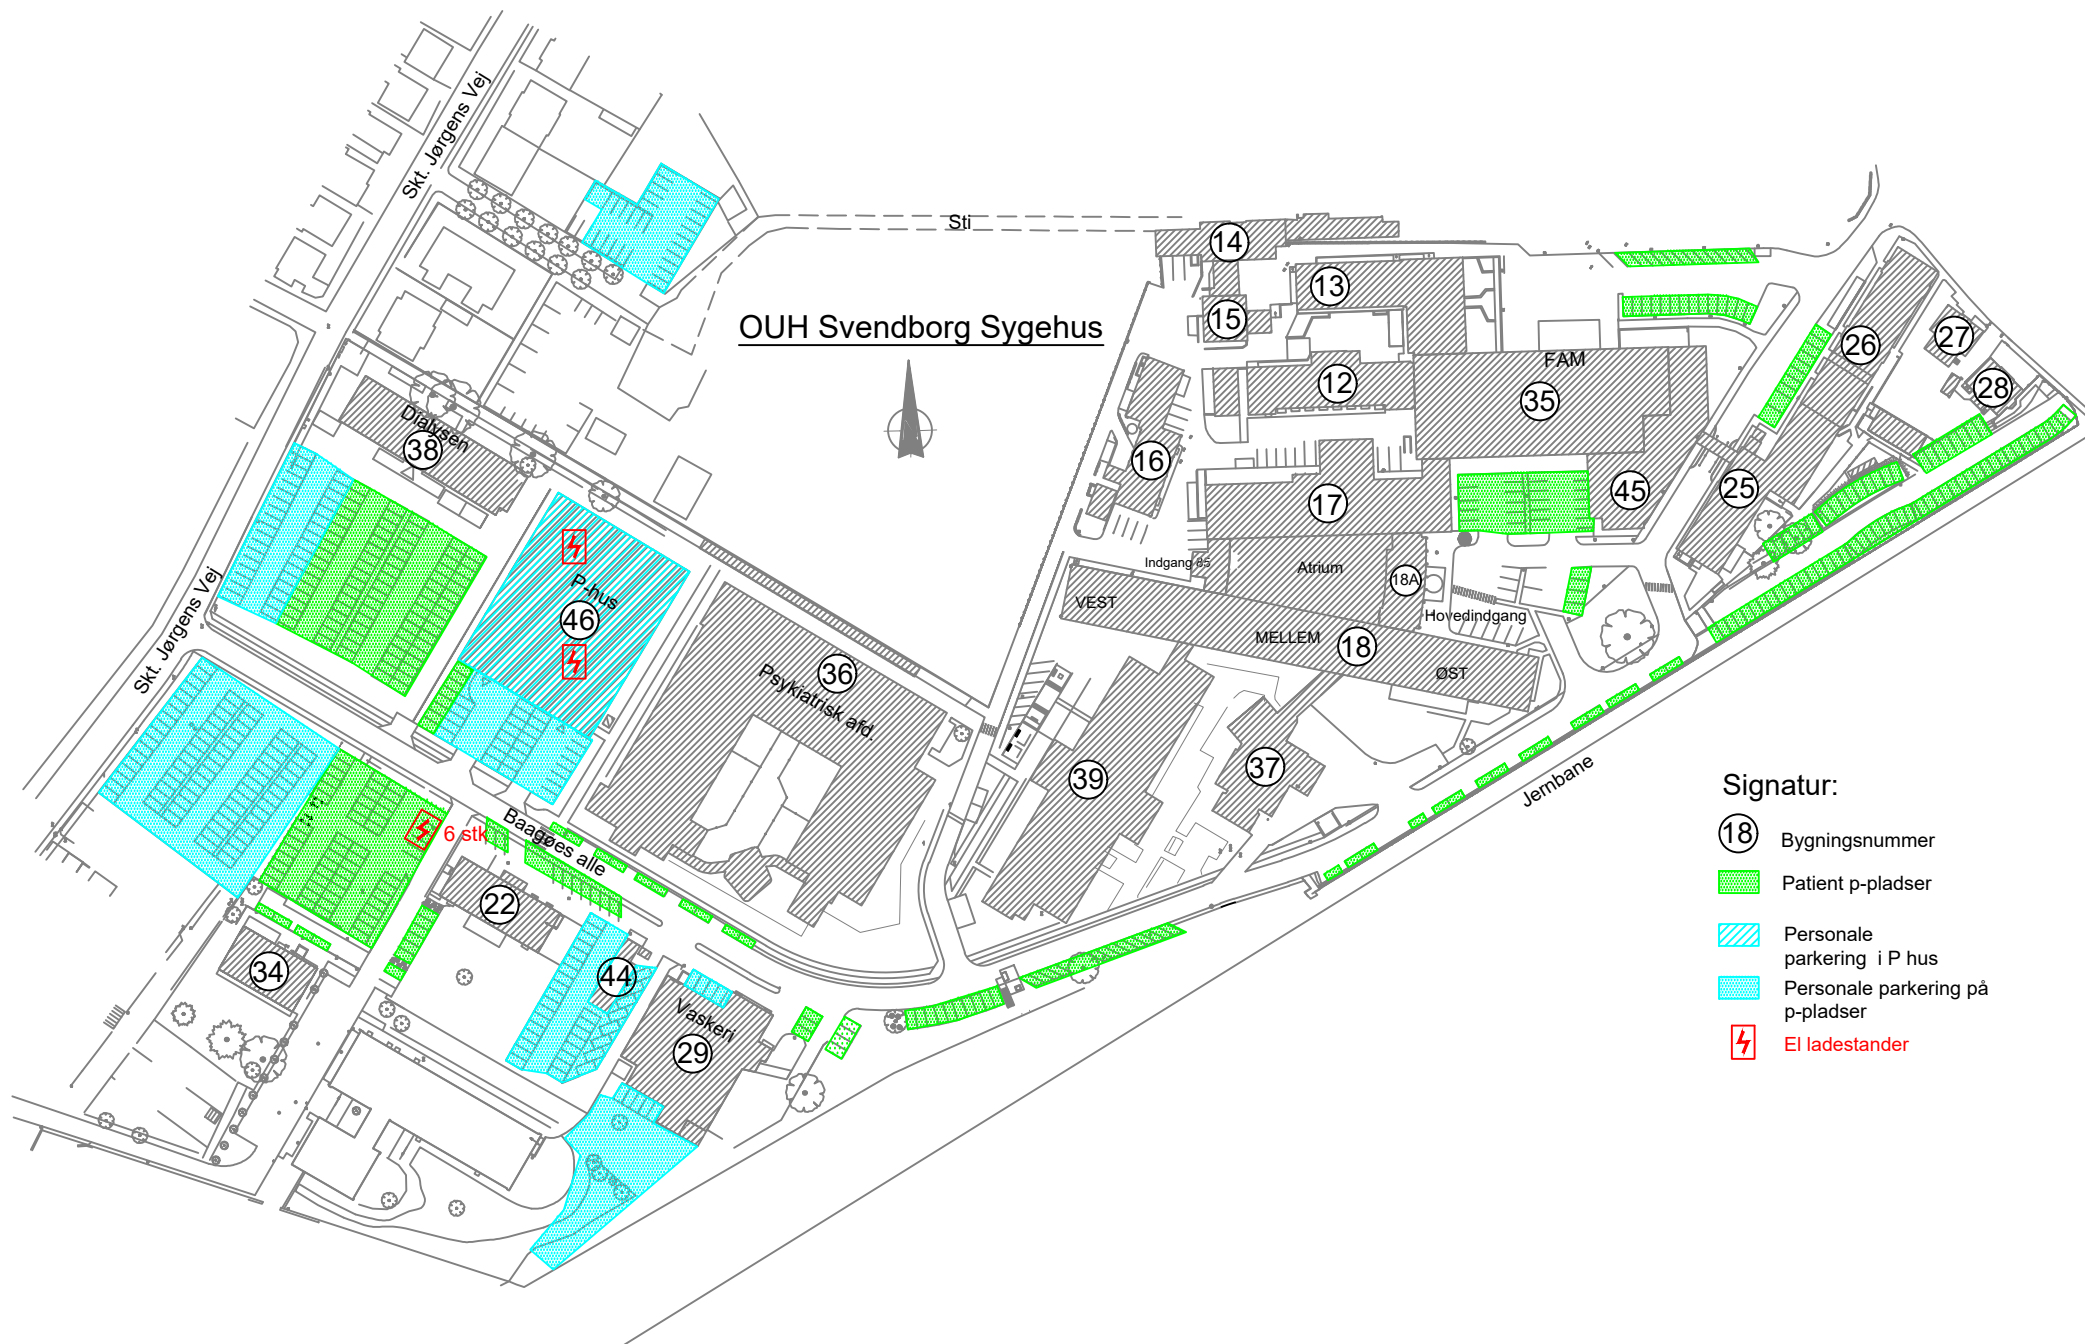 Skt. Jørgens Vej
Sti
14
13
15
OUH Svendborg Sygehus
26
27
28
FAM
12
35
Dialysen
38
16
17
45
25
Indgang 85
Atrium
18A
P-hus
46
VEST
Hovedindgang
MELLEM
18
ØST
Skt. Jørgens Vej
36
Psykiatrisk afd.
39
37
Jernbane
6 stk
Baagøes alle
22
34
44
Vaskeri
29
Signatur:
18
Bygningsnummer
Patient p-pladser
Personale
parkering i P hus
Personale parkering på
p-pladser
El ladestander